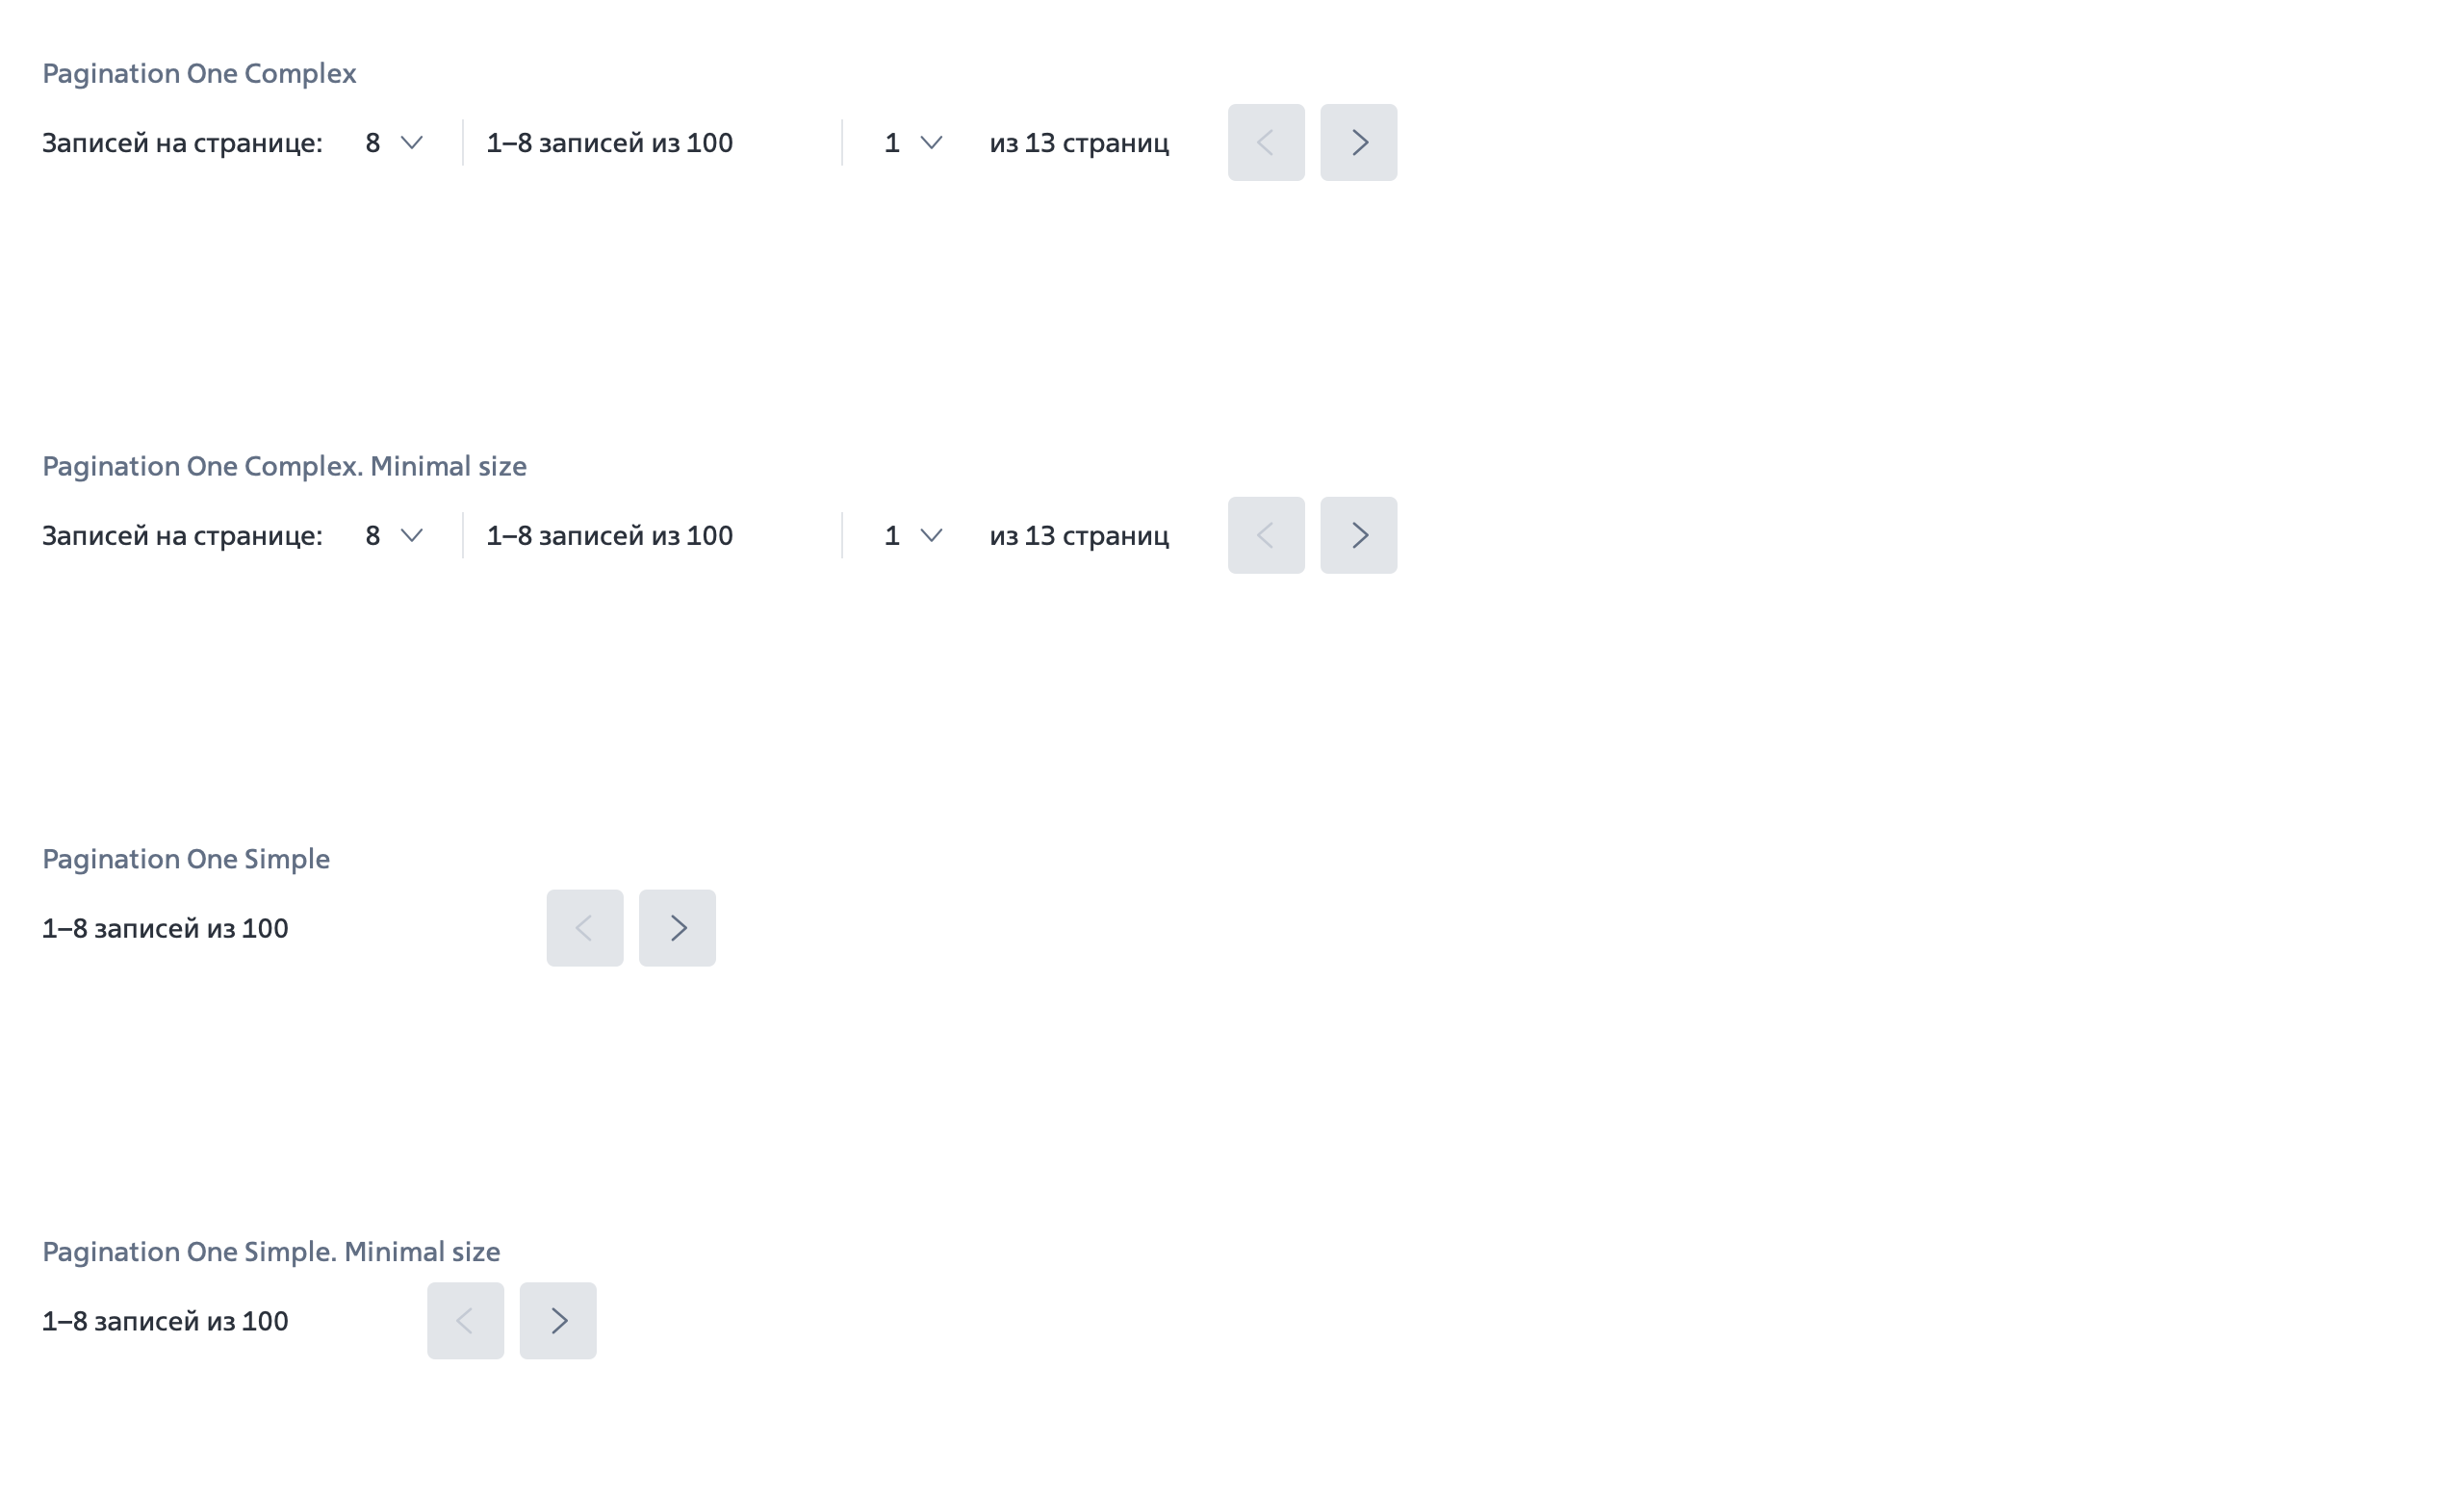 Pagination One Complex
Записей на странице: 8 1–8 записей из 100 1 из 13 страниц
Pagination One Complex. Minimal size
Записей на странице: 8 1–8 записей из 100 1 из 13 страниц
Pagination One Simple
1–8 записей из 100
Pagination One Simple. Minimal size
1–8 записей из 100